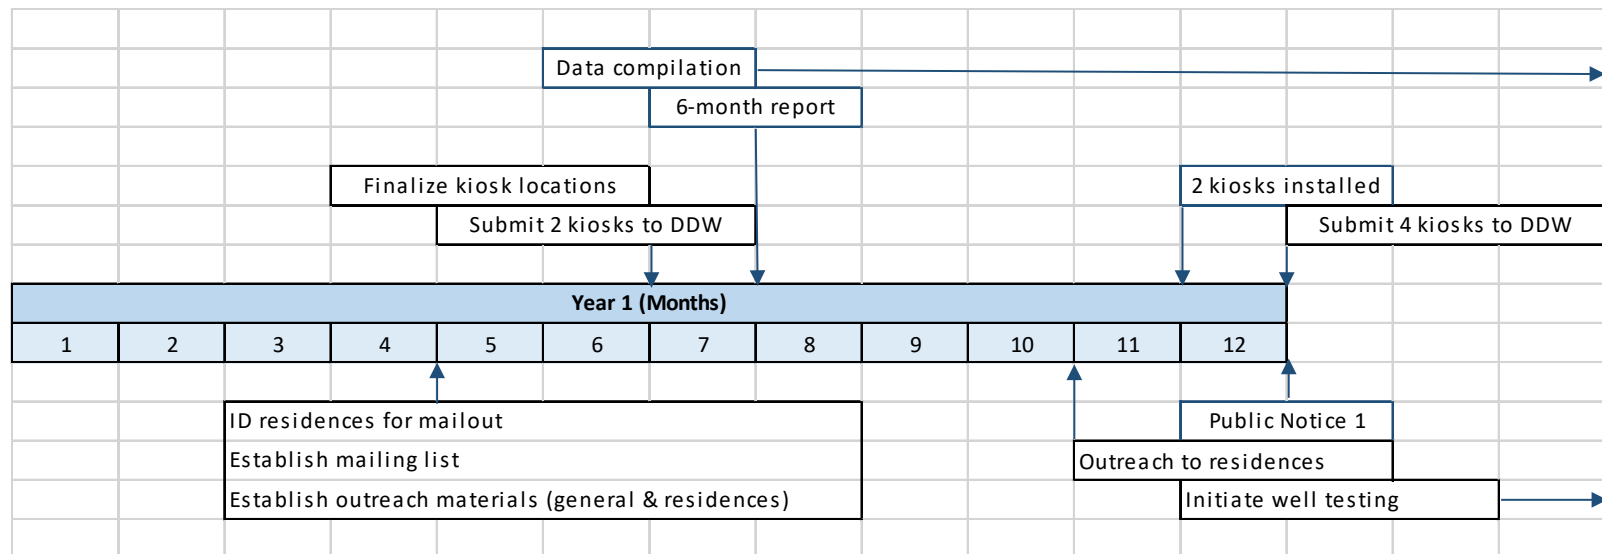 Data compilation
6-month report
Finalize kiosk locations
2 kiosks installed
Submit 2 kiosks to DDW
Submit 4 kiosks to DDW
Year 1 (Months)
1 2 3 4 5 6 7 8 9 10 11 12
ID residences for mailout
Public Notice 1
Establish mailing list
Outreach to residences
Establish outreach materials (general & residences)
Initiate well testing